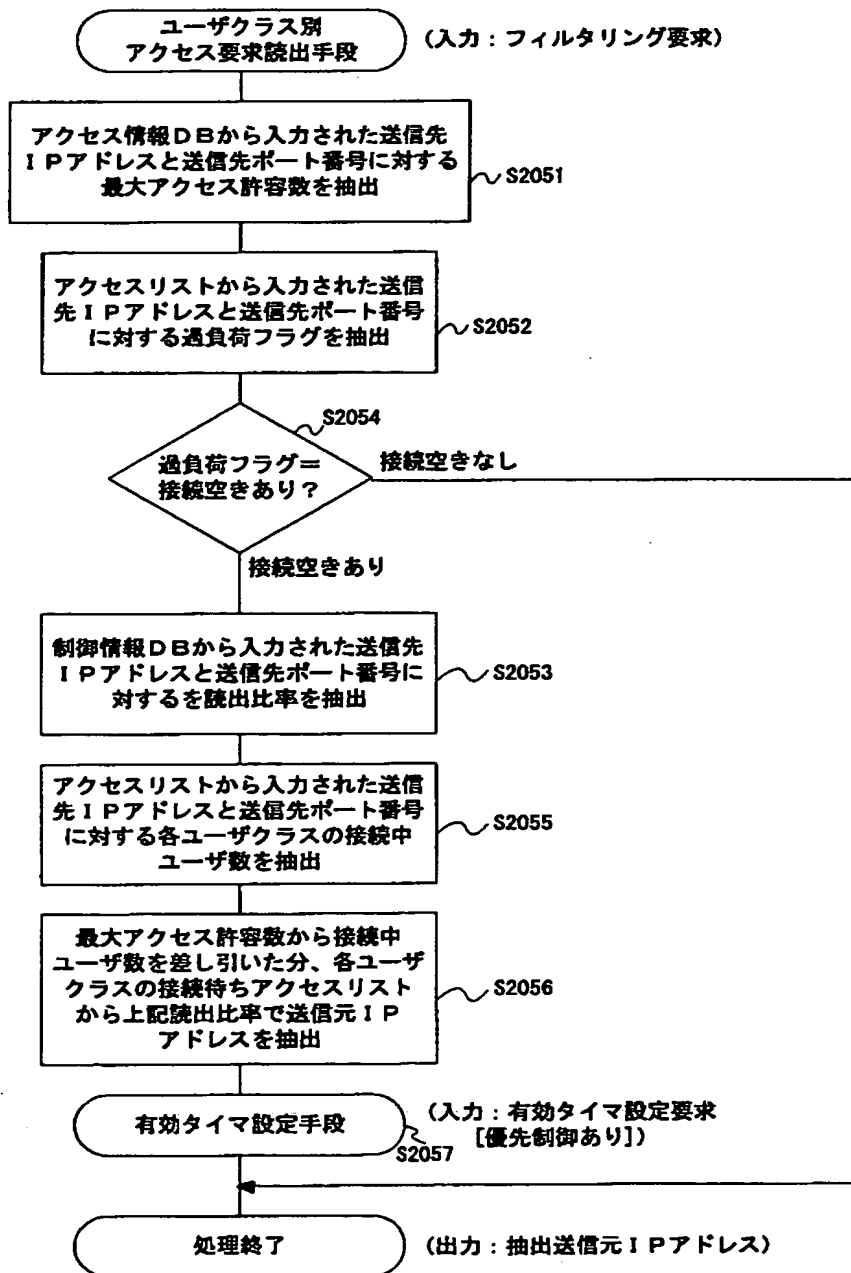 ユーザクラス別
アクセス要求読出手段
(入力：フィルタリング要求)
アクセス情報DBから入力された送信先
IPアドレスと送信先ポート番号に対する
最大アクセス許容数を抽出
S2051
アクセスリストから入力された送信
先IPアドレスと送信先ポート番号
に対する過負荷フラグを抽出
S2052
S2054
過負荷フラグ＝
接続空きあり？
接続空きなし
接続空きあり
制御情報DBから入力された送信先
IPアドレスと送信先ポート番号に
対するを読出比率を抽出
S2053
アクセスリストから入力された送信
先IPアドレスと送信先ポート番号
に対する各ユーザクラスの接続中
ユーザ数を抽出
S2055
最大アクセス許容数から接続中
ユーザ数を差し引いた分、各ユーザ
クラスの接続待ちアクセスリスト
から上記読出比率で送信元IP
アドレスを抽出
S2056
有効タイマ設定手段
(入力：有効タイマ設定要求
[優先制御あり])
S2057
処理終了
(出力：抽出送信元IPアドレス)